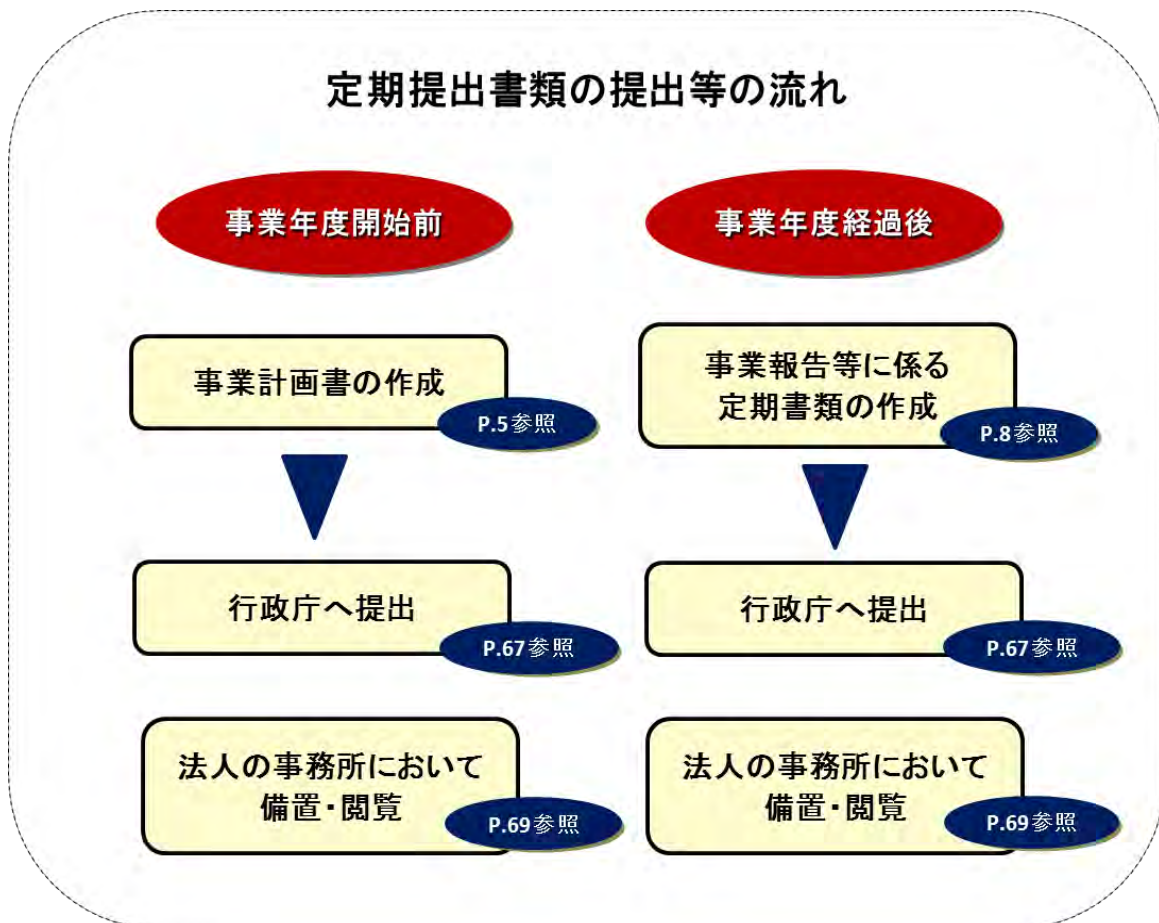 定期提出書類の提出等の流れ
事業年度開始前
事業計画書の作成
P.5参照
行政庁へ提出
P.67参照
法人の事務所において
備置・閲覧
P.69参照
事業年度経過後
事業報告等に係る
定期書類の作成
P.8参照
行政庁へ提出
P.67参照
法人の事務所において
備置・閲覧
P.69参照